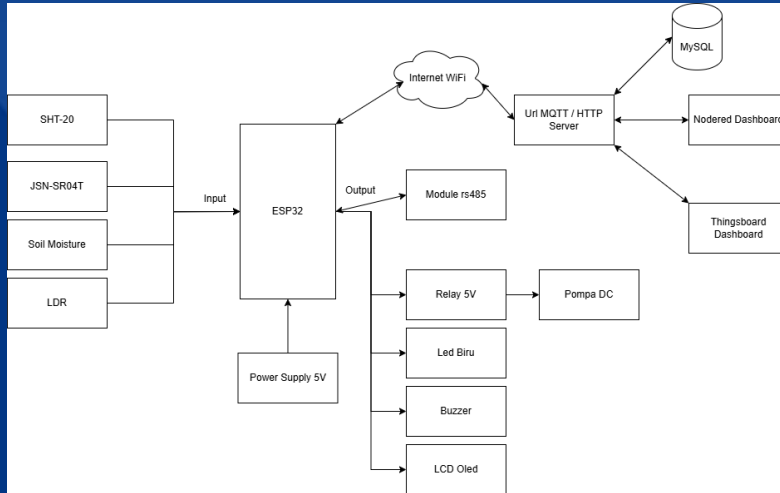 MySQL
Internet WiFi
Url MQTT / HTTP
Server
Nodered Dashboard
SHT-20
JSN-SR04T
Input
ESP32
Output
Module rs485
Soil Moisture
Thingsboard
Dashboard
LDR
Relay 5V
Pompa DC
Led Biru
Power Supply 5V
Buzzer
LCD Oled